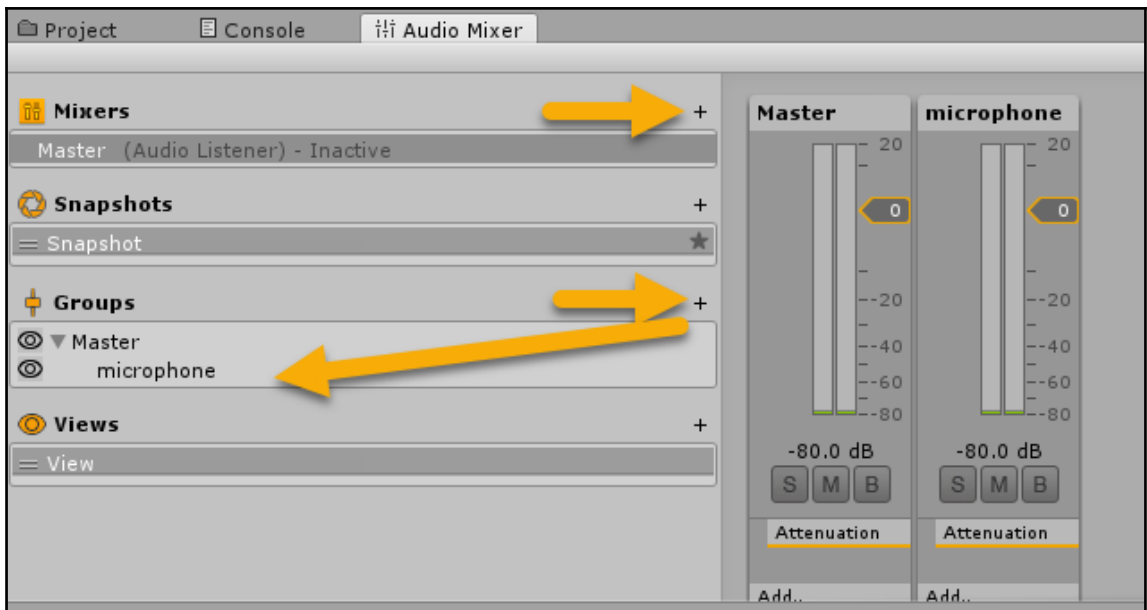 Project Console Audio Mixer
Mixers +
Master (Audio Listener) - Inactive
Snapshots +
Snapshot
Groups +
Master
microphone
Views +
View
Master
20
0
-20
-40
-60
-80
-80.0 dB
S M B
Attenuation
Add..
microphone
20
0
-20
-40
-60
-80
-80.0 dB
S M B
Attenuation
Add..